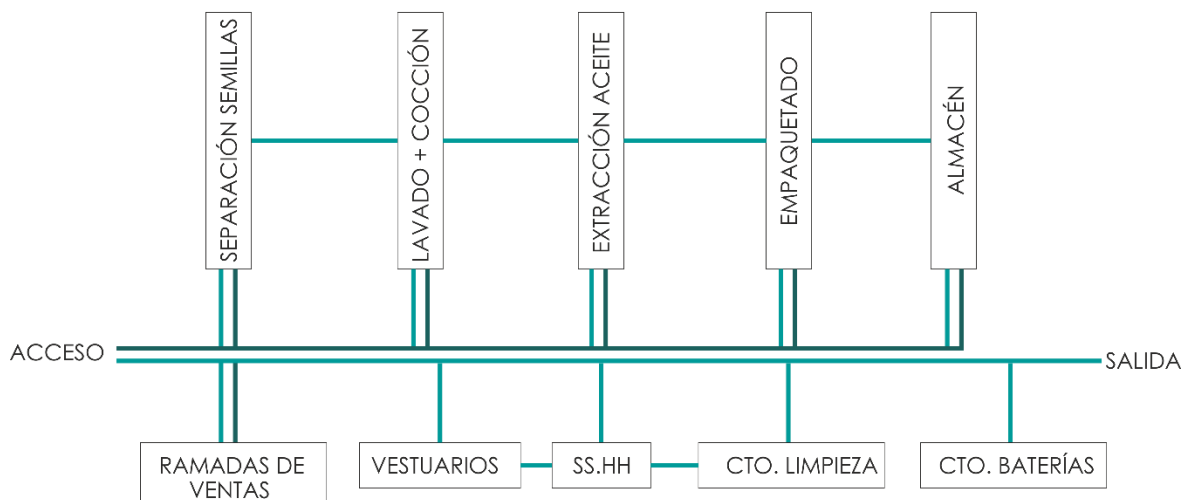 SEPARACIÓN SEMILLAS
LAVADO + COCCIÓN
EXTRACCIÓN ACEITE
EMPAQUETADO
ALMACÉN
ACCESO
SALIDA
RAMADAS DE
VENTAS
VESTUARIOS
SS.HH
CTO. LIMPIEZA
CTO. BATERÍAS